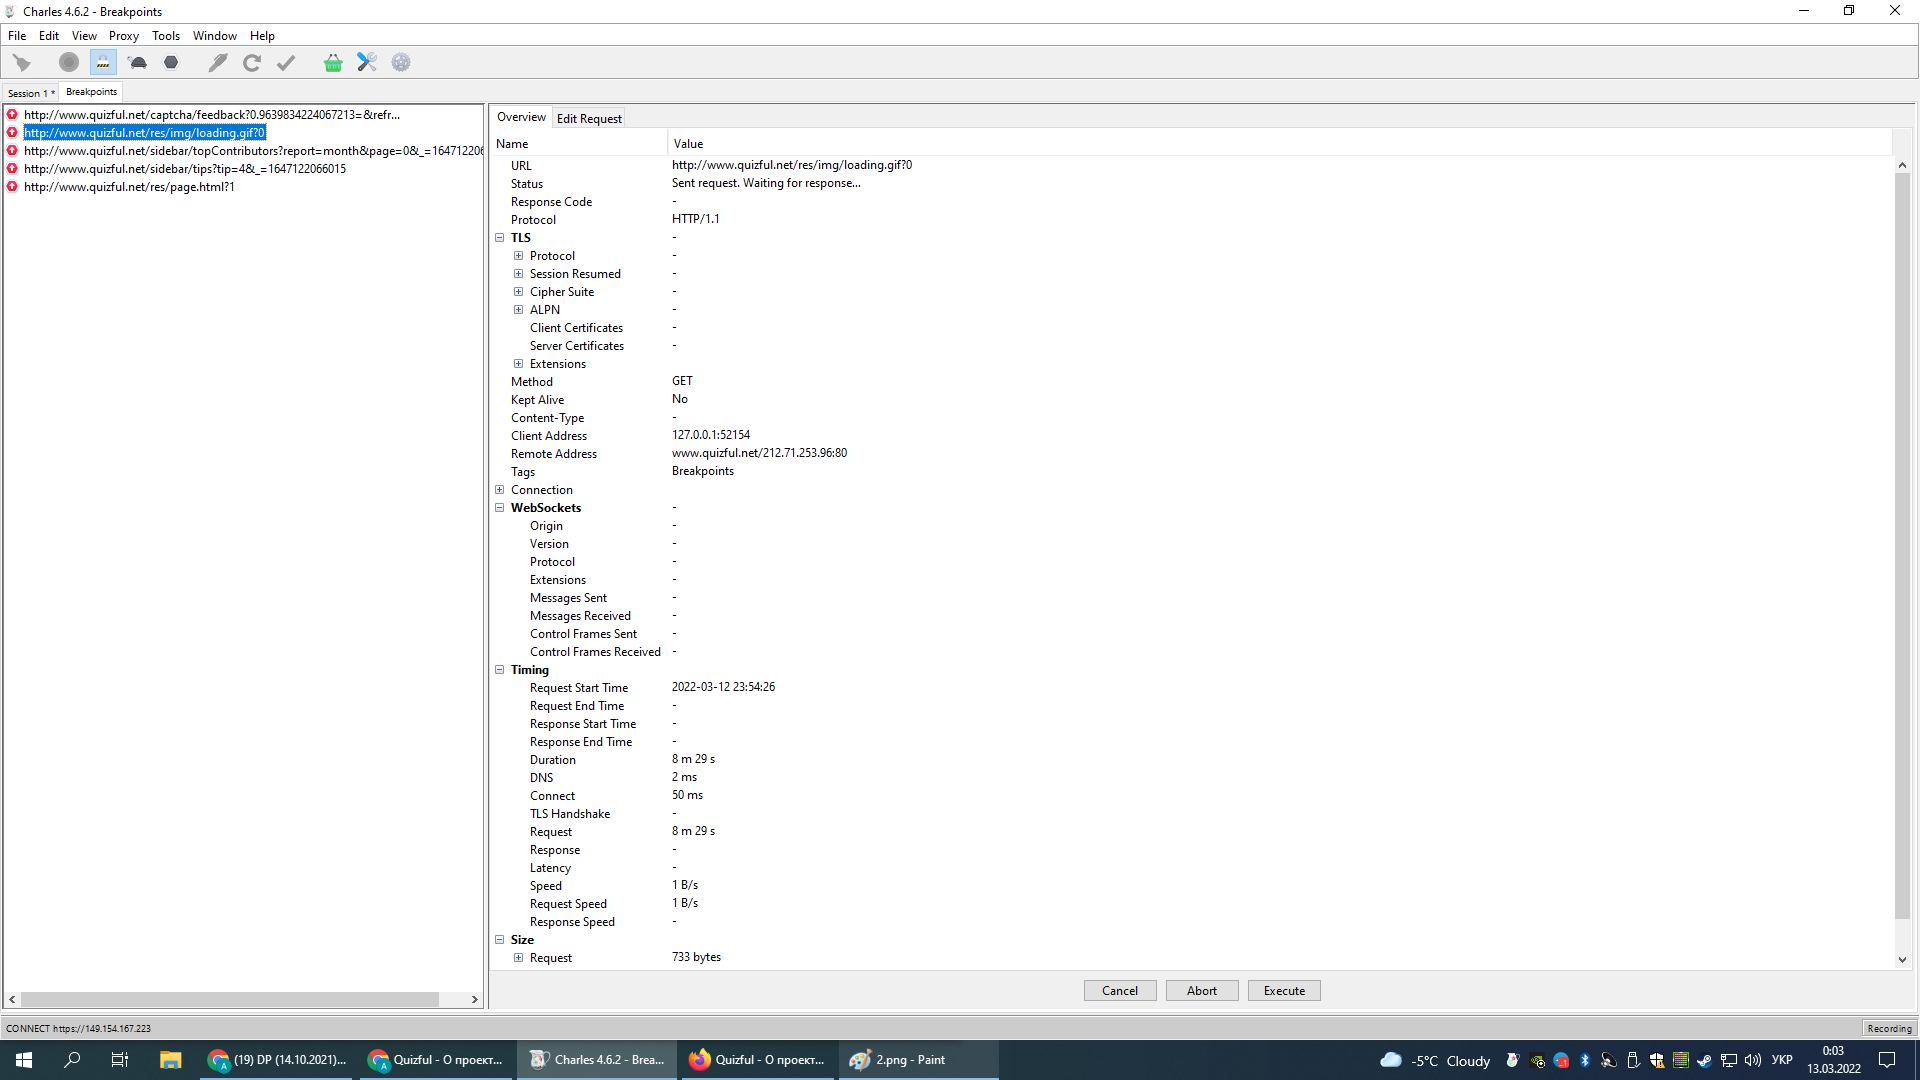 Charles 4.6.2 - Breakpoints
File Edit View Proxy Tools Window Help
Session 1 * Breakpoints
http://www.quizful.net/captcha/feedback?0.9639834224067213=&refr...
http://www.quizful.net/res/img/loading.gif?0
http://www.quizful.net/sidebar/topContributors?report=month&page=0&_=1647122066
http://www.quizful.net/sidebar/tips?tip=4&_=1647122066015
http://www.quizful.net/res/page.html?1
Overview Edit Request
Name Value
URL http://www.quizful.net/res/img/loading.gif?0
Status Sent request. Waiting for response...
Response Code -
Protocol HTTP/1.1
TLS -
Protocol -
Session Resumed -
Cipher Suite -
ALPN -
Client Certificates -
Server Certificates -
Extensions
Method GET
Kept Alive No
Content-Type -
Client Address 127.0.0.1:52154
Remote Address www.quizful.net/212.71.253.96:80
Tags Breakpoints
Connection
WebSockets -
Origin -
Version -
Protocol -
Extensions -
Messages Sent -
Messages Received -
Control Frames Sent -
Control Frames Received -
Timing
Request Start Time 2022-03-12 23:54:26
Request End Time -
Response Start Time -
Response End Time -
Duration 8 m 29 s
DNS 2 ms
Connect 50 ms
TLS Handshake -
Request 8 m 29 s
Response -
Latency -
Speed 1 B/s
Request Speed 1 B/s
Response Speed -
Size
Request 733 bytes
Cancel Abort Execute
CONNECT https://149.154.167.223 Recording
(19) DP (14.10.2021)... Quizful - О проект... Charles 4.6.2 - Brea... Quizful - О проект... 2.png - Paint -5°C Cloudy УКР 0:03
13.03.2022